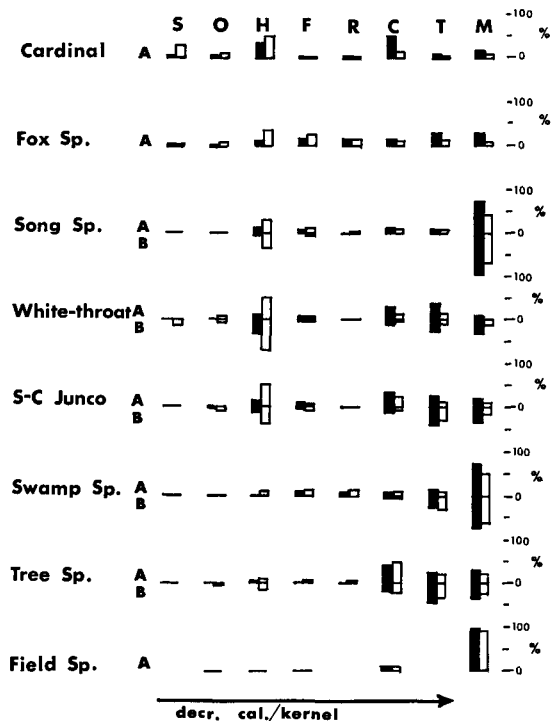 S O H F R C T M -100
%
Cardinal A -0
-100
%
Fox Sp. A -0
-100
%
Song Sp. A -0
B
-100
%
White-throat A -0
B
-100
%
S-C Junco A -0
B
-100
%
Swamp Sp. A -0
B
-100
%
Tree Sp. A -0
B
-100
%
Field Sp. A -0
decr. cal./kernel